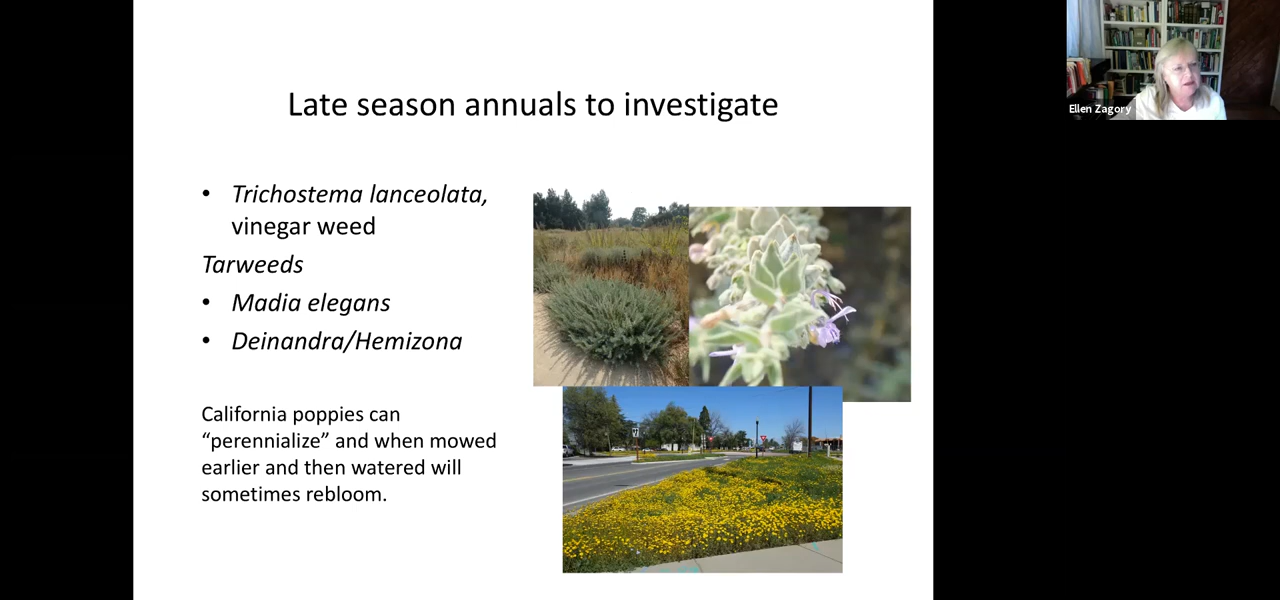 Late season annuals to investigate
• Trichostema lanceolata,
vinegar weed
Tarweeds
• Madia elegans
• Deinandra/Hemizona
California poppies can
“perennialize” and when mowed
earlier and then watered will
sometimes rebloom.
Ellen Zagory